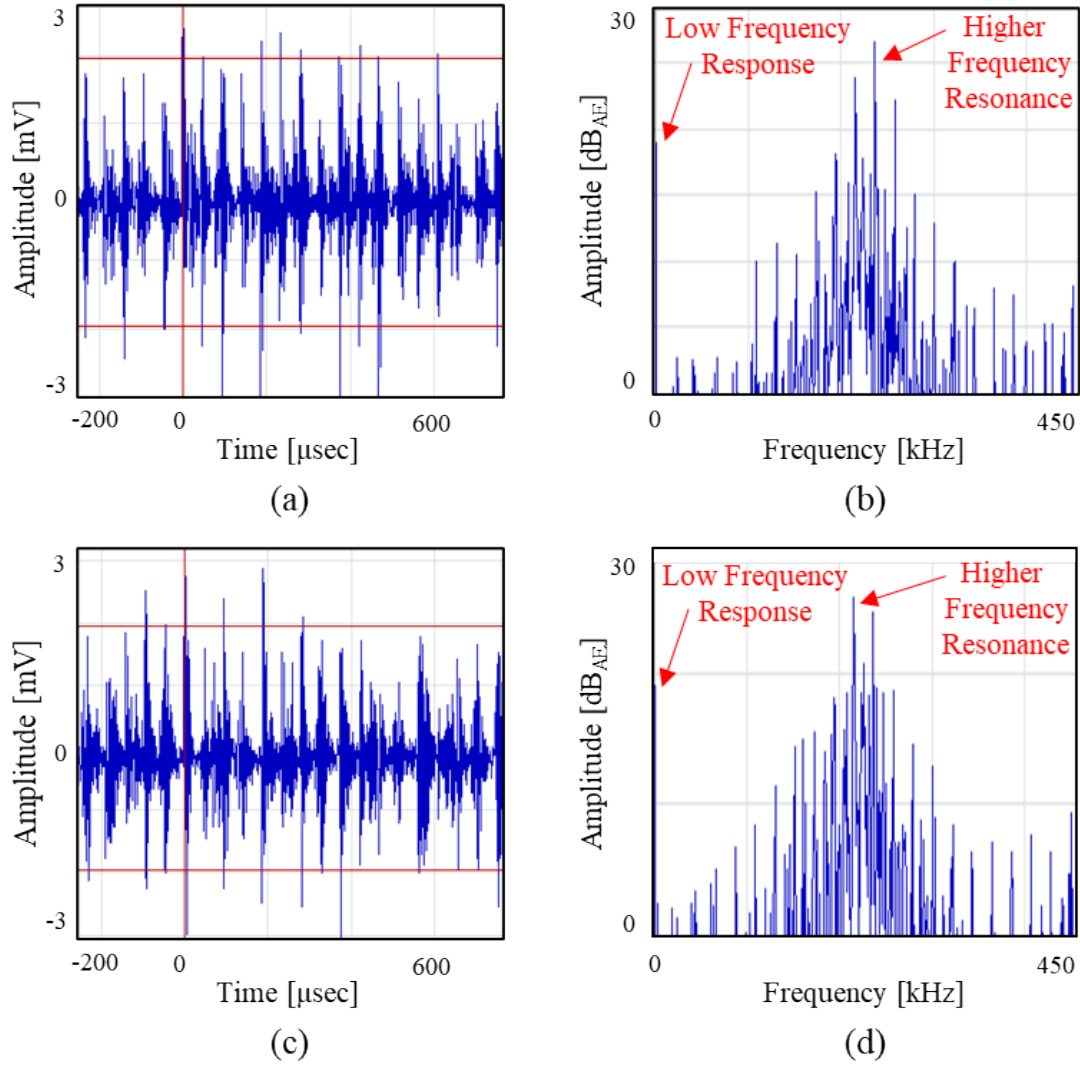 3
0
-3
Amplitude [mV]
-200
0
600
Time [μsec]
(a)
30
0
Amplitude [dBAE]
Low Frequency
Response
Higher
Frequency
Resonance
0
450
Frequency [kHz]
(b)
3
0
-3
Amplitude [mV]
-200
0
600
Time [μsec]
(c)
30
0
Amplitude [dBAE]
Low Frequency
Response
Higher
Frequency
Resonance
0
450
Frequency [kHz]
(d)